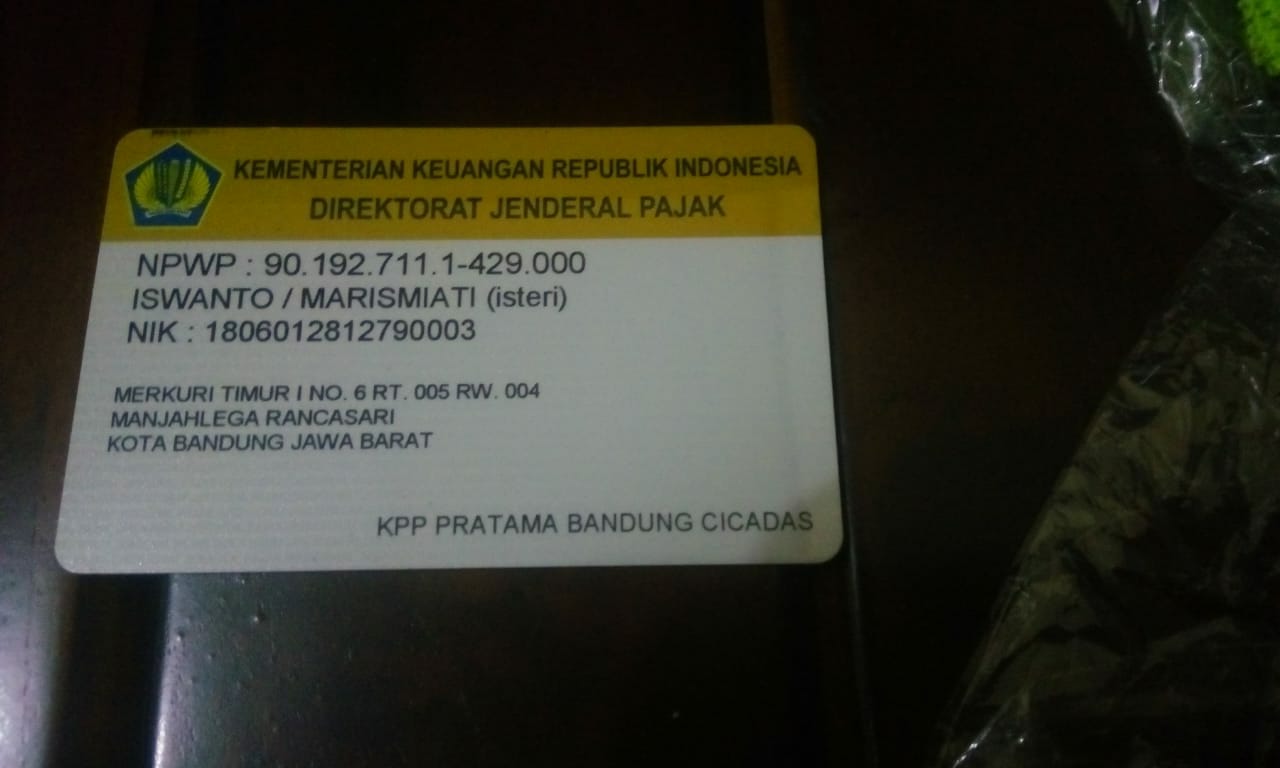 KEMENTERIAN KEUANGAN REPUBLIK INDONESIA
DIREKTORAT JENDERAL PAJAK
NPWP : 90.192.711.1-429.000
ISWANTO / MARISMIATI (isteri)
NIK : 1806012812790003
MERKURI TIMUR I NO. 6 RT. 005 RW. 004
MANJAHLEGA RANCASARI
KOTA BANDUNG JAWA BARAT
KPP PRATAMA BANDUNG CICADAS